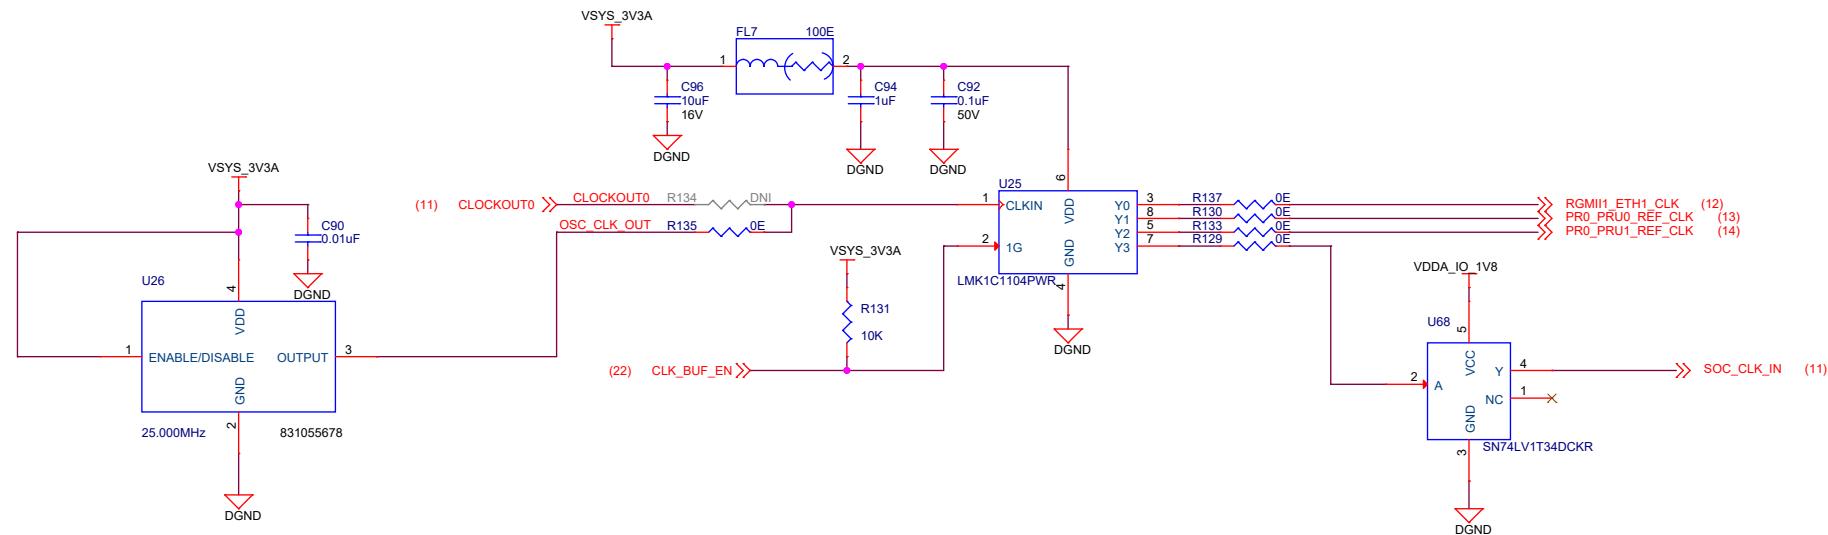 VSYS_3V3A
FL7 100E
1 2
C96
10uF
16V
C94
1uF
C92
0.1uF
50V
DGND
DGND
DGND
VSYS_3V3A
C90
0.01uF
DGND
U26
4
VDD
1 ENABLE/DISABLE OUTPUT 3
GND
2
25.000MHz 831055678
DGND
(11) CLOCKOUT0 CLOCKOUT0 R134 DNI
OSC_CLK_OUT R135 0E
U25
6
1 CLKIN VDD Y0 3 R137 0E RGMII1_ETH1_CLK (12)
Y1 8 R130 0E PR0_PRU0_REF_CLK (13)
Y2 5 R133 0E PR0_PRU1_REF_CLK (14)
2 1G GND Y3 7 R129 0E
4
LMK1C1104PWR
DGND
VSYS_3V3A
R131
10K
(22) CLK_BUF_EN
VDDA_IO_1V8
U68
5
VCC
2 A Y 4 SOC_CLK_IN (11)
NC 1
GND
3
SN74LV1T34DCKR
DGND